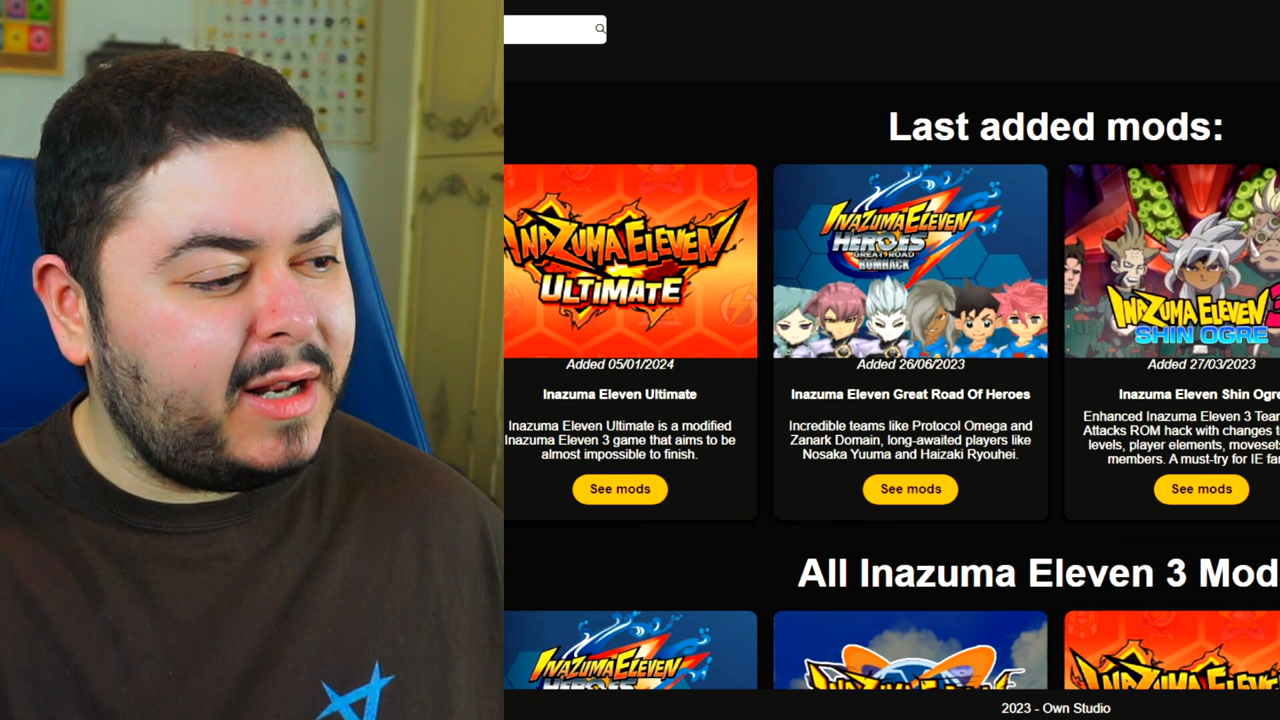 Last added mods:
INAZUMA ELEVEN
ULTIMATE
Added 05/01/2024
Inazuma Eleven Ultimate
Inazuma Eleven Ultimate is a modified
Inazuma Eleven 3 game that aims to be
almost impossible to finish.
See mods
INAZUMA ELEVEN
HEROES
GREAT ROAD
ROMHACK
Added 26/06/2023
Inazuma Eleven Great Road Of Heroes
Incredible teams like Protocol Omega and
Zanark Domain, long-awaited players like
Nosaka Yuuma and Haizaki Ryouhei.
See mods
INAZUMA ELEVEN
SHIN OGRE
Added 27/03/2023
Inazuma Eleven Shin Ogre
Enhanced Inazuma Eleven 3 Team
Attacks ROM hack with changes
levels, player elements, movesets
members. A must-try for IE
See mods
All Inazuma Eleven 3 Mod
INAZUMA ELEVEN
HEROES
2023 - Own Studio